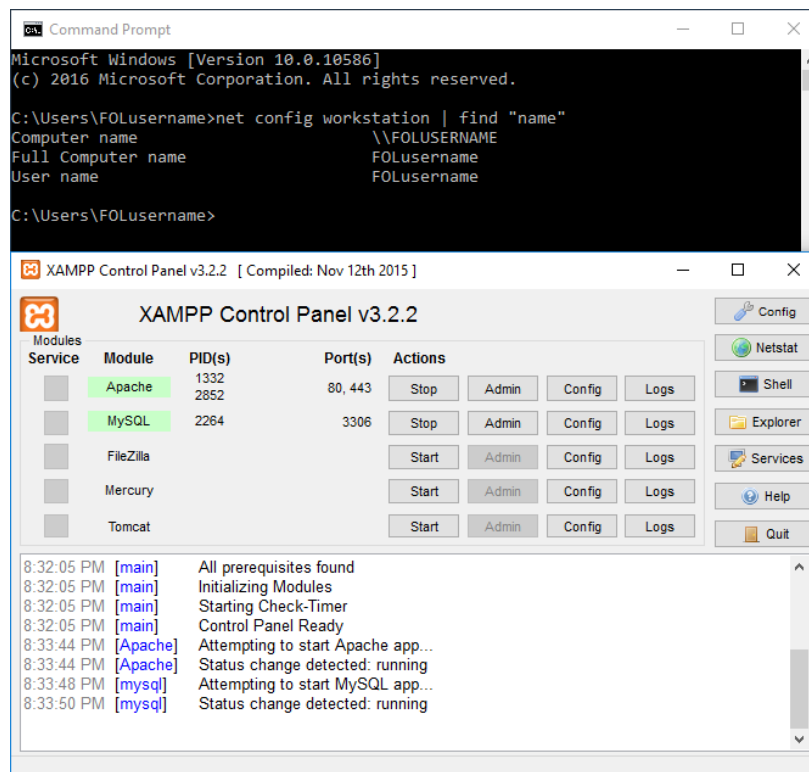 Command Prompt
Microsoft Windows [Version 10.0.10586]
(c) 2016 Microsoft Corporation. All rights reserved.
C:\Users\FOLusername>net config workstation | find "name"
Computer name \\FOLUSERNAME
Full Computer name FOLusername
User name FOLusername
C:\Users\FOLusername>
XAMPP Control Panel v3.2.2 [ Compiled: Nov 12th 2015 ]
XAMPP Control Panel v3.2.2
Config
Modules
Service Module PID(s) Port(s) Actions
Netstat
Apache 1332 2852 80, 443 Stop Admin Config Logs
Shell
MySQL 2264 3306 Stop Admin Config Logs
Explorer
FileZilla Start Admin Config Logs
Services
Mercury Start Admin Config Logs
Help
Tomcat Start Admin Config Logs
Quit
8:32:05 PM [main] All prerequisites found
8:32:05 PM [main] Initializing Modules
8:32:05 PM [main] Starting Check-Timer
8:32:05 PM [main] Control Panel Ready
8:33:44 PM [Apache] Attempting to start Apache app...
8:33:44 PM [Apache] Status change detected: running
8:33:48 PM [mysql] Attempting to start MySQL app...
8:33:50 PM [mysql] Status change detected: running